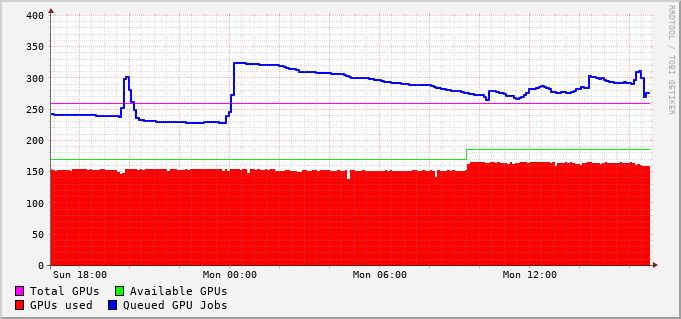 400
350
300
250
200
150
100
50
0
Sun 18:00 Mon 00:00 Mon 06:00 Mon 12:00
Total GPUs Available GPUs
GPUs used Queued GPU Jobs
RRDTOOL / TOBI OETIKER